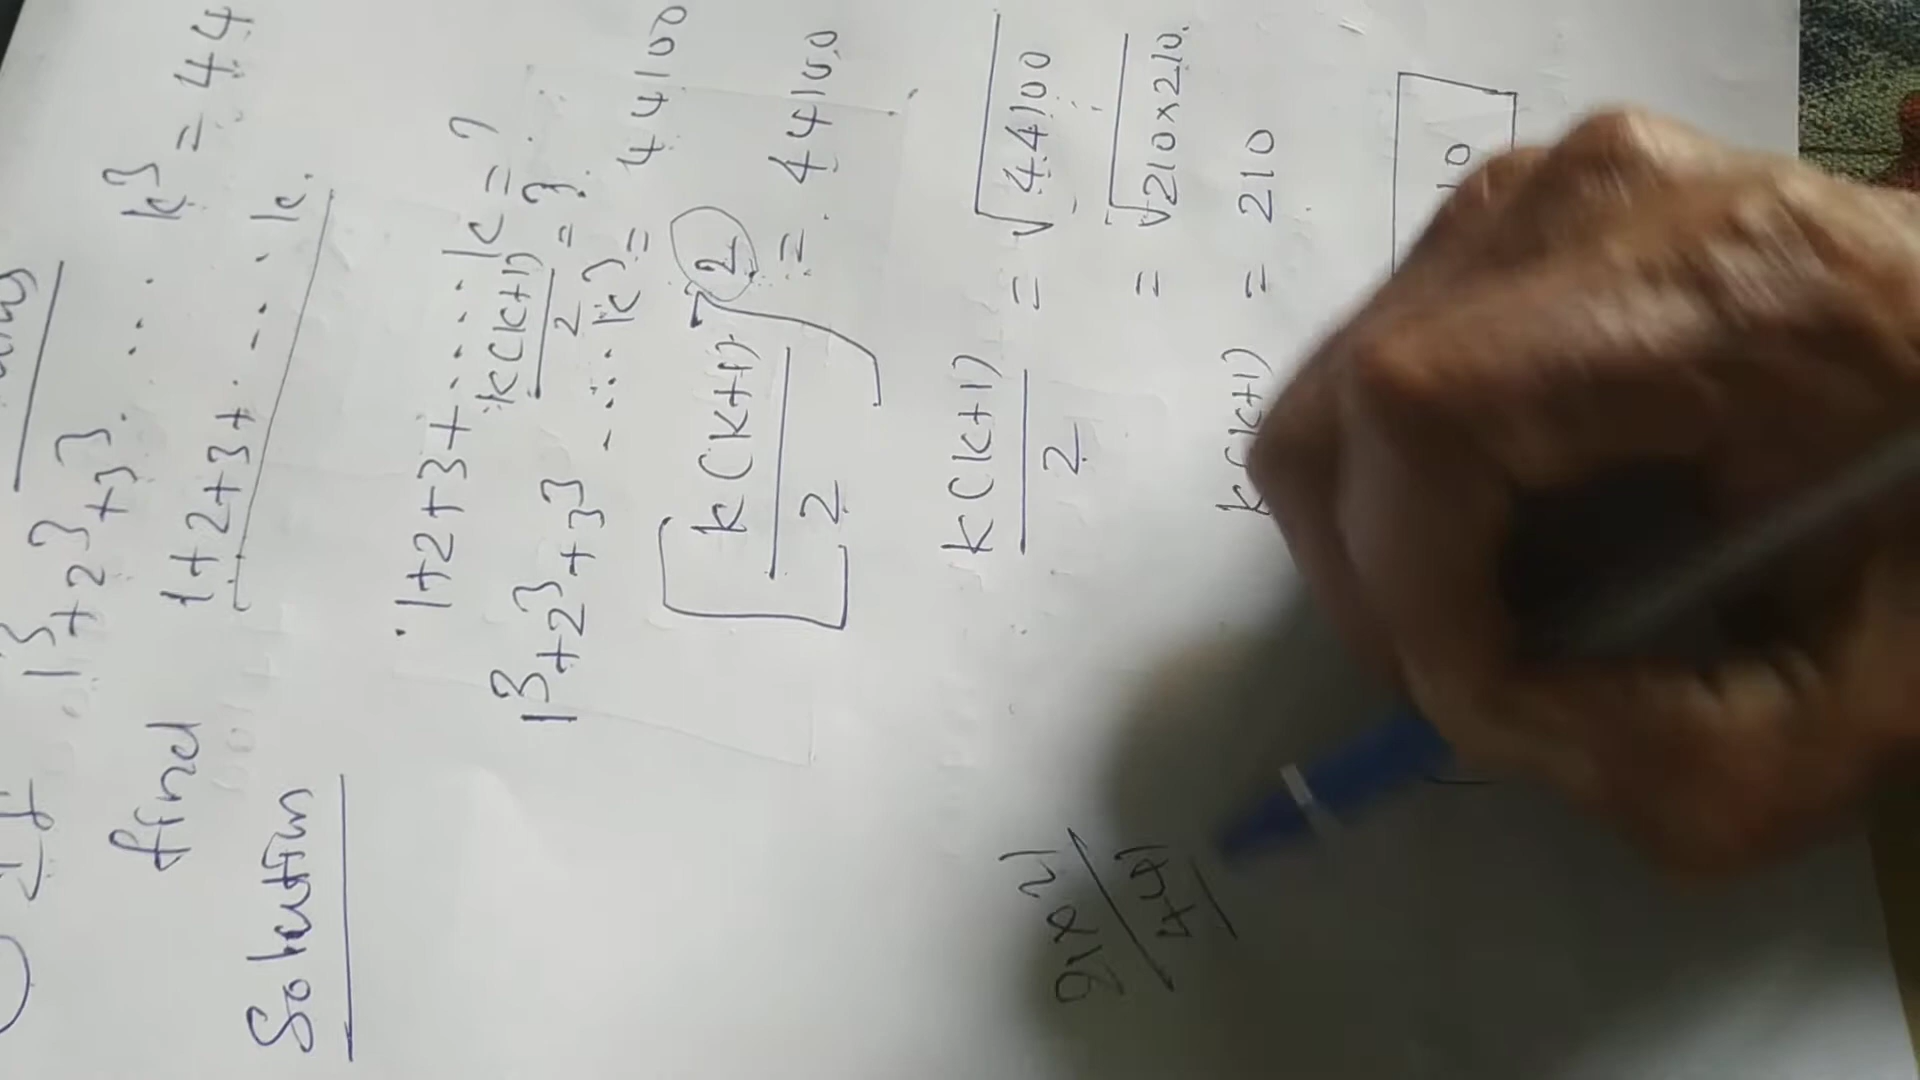 If 1³+2³+3³. ... k³ = 44
find 1+2+3+. .... k.
Solution
1+2+3+..... k = ?
k(k+1)/2 = ?.
1³+2³+3³ ..... k³ = 44100
[k(k+1)/2]² = 44100
k(k+1)/2 = √44100
= √210×210.
k(k+1) = 210
10
21×21
441